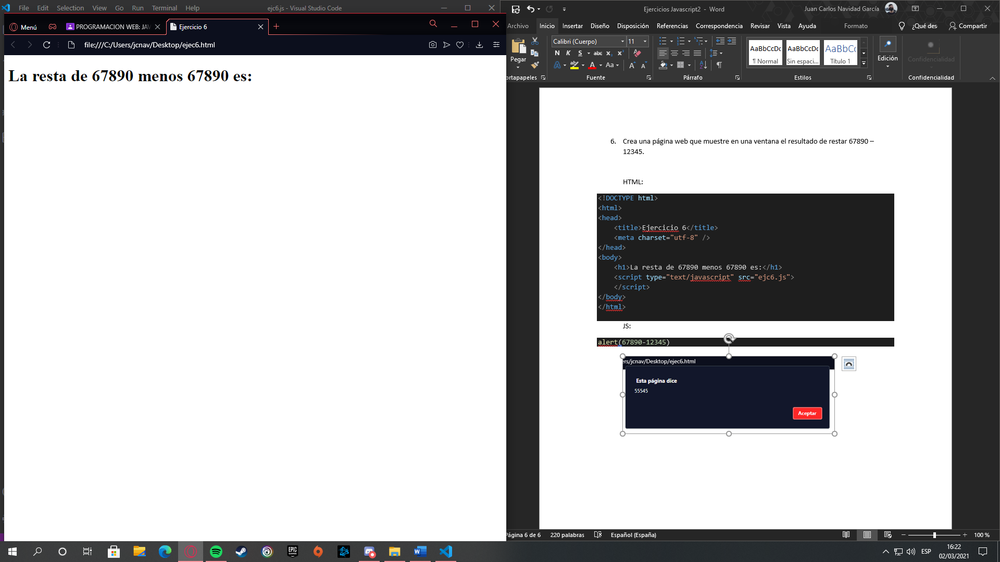 File Edit Selection View Go Run Terminal Help
ejc6.js - Visual Studio Code
Menú
PROGRAMACION WEB: JAV
Ejercicio 6
file:///C:/Users/jcnav/Desktop/ejec6.html
La resta de 67890 menos 67890 es:
Ejercicios Javascript2 - Word
Juan Carlos Navidad García
Archivo Inicio Insertar Diseño Disposición Referencias Correspondencia Revisar Vista Ayuda Formato ¿Qué des Compartir
Pegar
Calibri (Cuerpo) 11
N K S abc x₂ x²
A A Aa A A
AaBbCcDc AaBbCcDc AaBbCc
¶ Normal Sin espaci... Título 1
Edición
Confidencialidad
ortapapeles Fuente Párrafo Estilos Confidencialidad
6. Crea una página web que muestre en una ventana el resultado de restar 67890 –
12345.
HTML:
<!DOCTYPE html>
<html>
<head>
<title>Ejercicio 6</title>
<meta charset="utf-8" />
</head>
<body>
<h1>La resta de 67890 menos 67890 es:</h1>
<script type="text/javascript" src="ejc6.js">
</script>
</body>
</html>
JS:
alert(67890-12345)
ers/jcnav/Desktop/ejec6.html
Esta página dice
55545
Aceptar
Página 6 de 6 220 palabras Español (España) 100 %
EPIC GAMES
ESP
16:22
02/03/2021